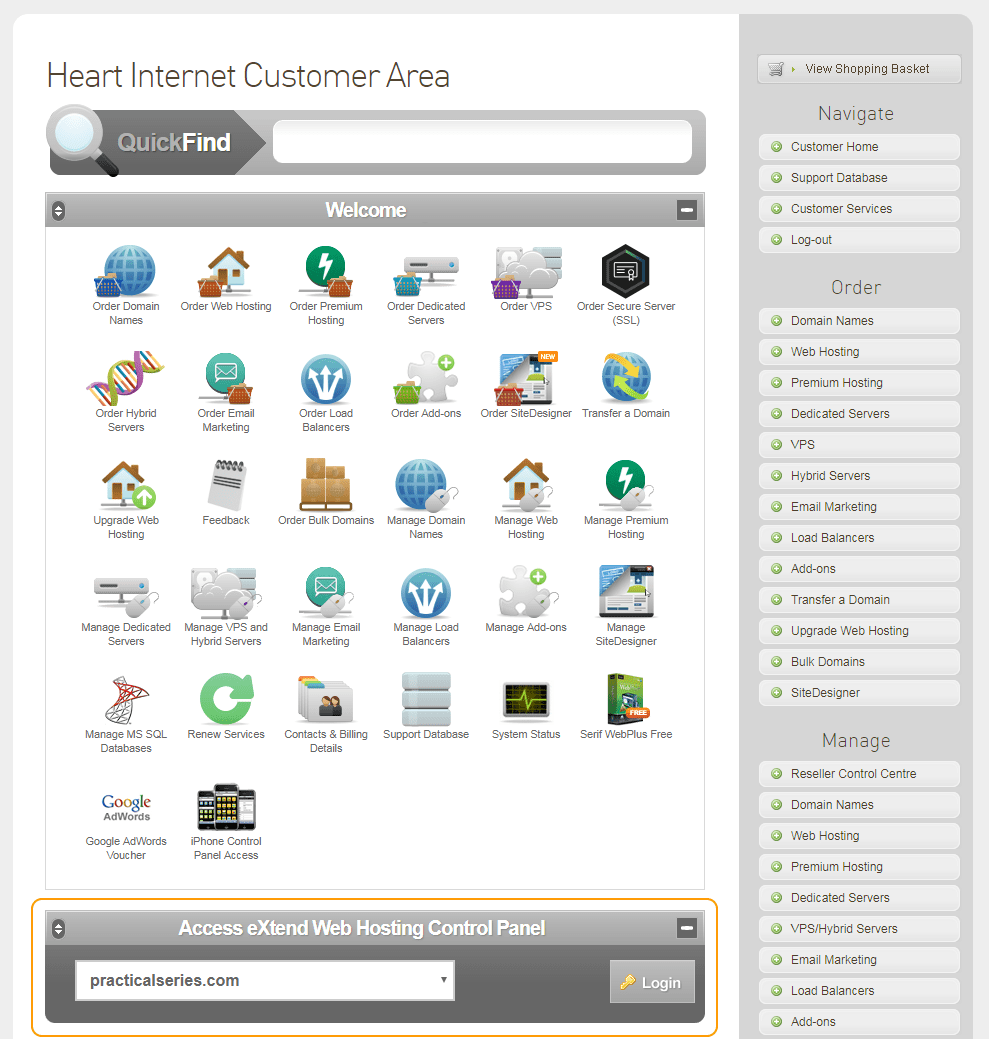 Heart Internet Customer Area
QuickFind
Welcome
Order Domain
Names
Order Web Hosting
Order Premium
Hosting
Order Dedicated
Servers
Order VPS
Order Secure Server
(SSL)
Order Hybrid
Servers
Order Email
Marketing
Order Load
Balancers
Order Add-ons
NEW
Order SiteDesigner
Transfer a Domain
Upgrade Web
Hosting
Feedback
Order Bulk Domains
Manage Domain
Names
Manage Web
Hosting
Manage Premium
Hosting
Manage Dedicated
Servers
Manage VPS and
Hybrid Servers
Manage Email
Marketing
Manage Load
Balancers
Manage Add-ons
Manage
SiteDesigner
Manage MS SQL
Databases
Renew Services
Contacts & Billing
Details
Support Database
System Status
FREE
Serif WebPlus Free
Google
AdWords
Google AdWords
Voucher
iPhone Control
Panel Access
Access eXtend Web Hosting Control Panel
practicalseries.com
Login
View Shopping Basket
Navigate
Customer Home
Support Database
Customer Services
Log-out
Order
Domain Names
Web Hosting
Premium Hosting
Dedicated Servers
VPS
Hybrid Servers
Email Marketing
Load Balancers
Add-ons
Transfer a Domain
Upgrade Web Hosting
Bulk Domains
SiteDesigner
Manage
Reseller Control Centre
Domain Names
Web Hosting
Premium Hosting
Dedicated Servers
VPS/Hybrid Servers
Email Marketing
Load Balancers
Add-ons